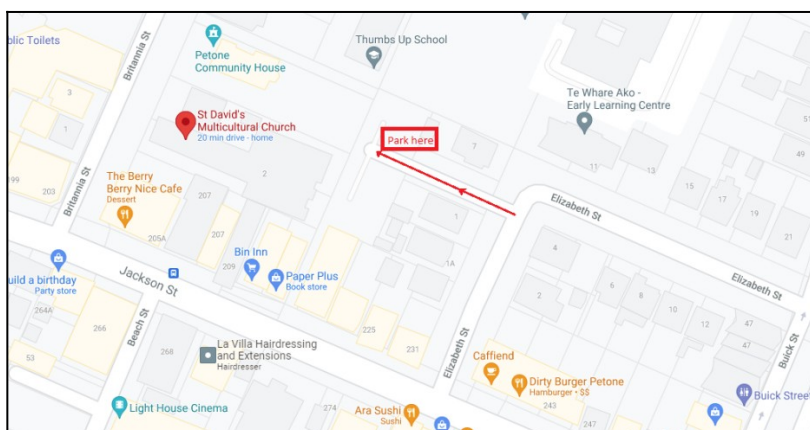 blic Toilets
Britannia St
Petone
Community House
Thumbs Up School
Te Whare Ako -
Early Learning Centre
3
1
St David's
Multicultural Church
20 min drive - home
Park here
7
11
13
51
49
2
199
203
Britannia St
The Berry
Berry Nice Cafe
Dessert
205A
207
207
209
Bin Inn
Paper Plus
Book store
1
1A
Elizabeth St
15
17
19
21
4
2
6
8
10
12
47
47
Elizabeth St
Buick St
uild a birthday
Party store
264A
266
53
Jackson St
Beach St
268
La Villa Hairdressing
and Extensions
Hairdresser
225
231
Elizabeth St
Caffiend
Dirty Burger Petone
Hamburger · $$
243
247
Buick Street
Light House Cinema
274
Ara Sushi
Sushi